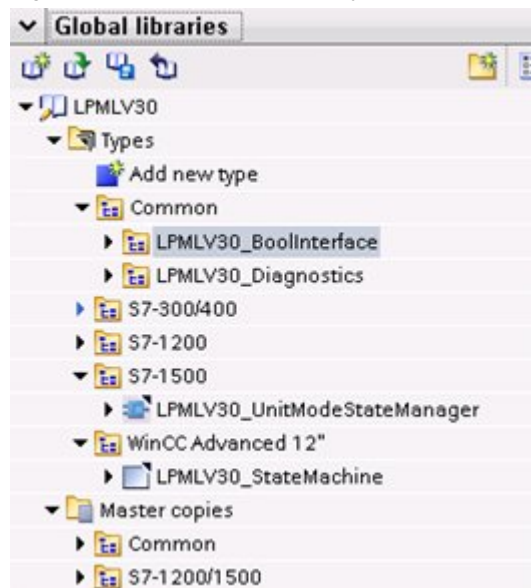 Global libraries
LPMLV30
Types
Add new type
Common
LPMLV30_BoolInterface
LPMLV30_Diagnostics
S7-300/400
S7-1200
S7-1500
LPMLV30_UnitModeStateManager
WinCC Advanced 12"
LPMLV30_StateMachine
Master copies
Common
S7-1200/1500